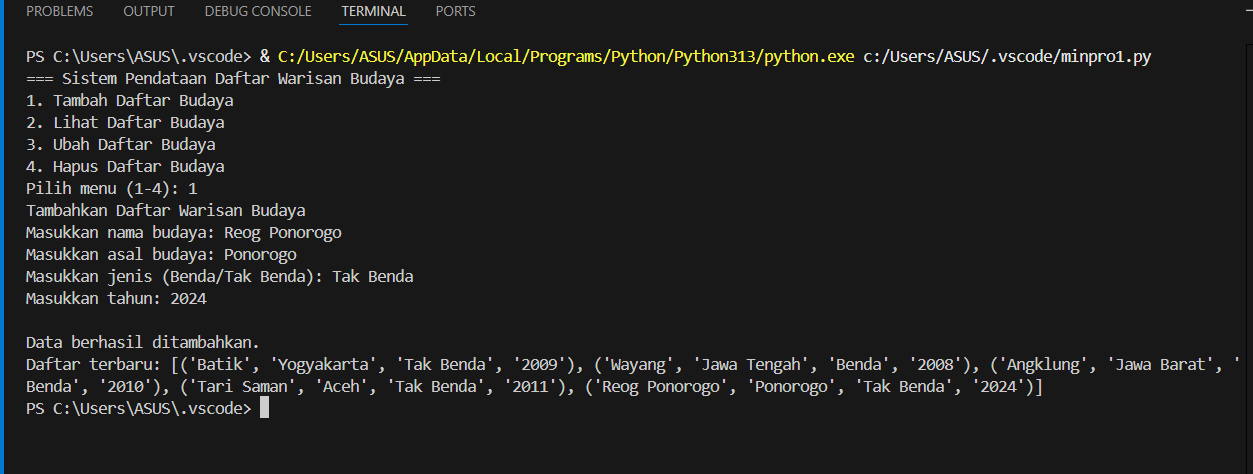 PROBLEMS OUTPUT DEBUG CONSOLE TERMINAL PORTS
PS C:\Users\ASUS\.vscode> & C:/Users/ASUS/AppData/Local/Programs/Python/Python313/python.exe c:/Users/ASUS/.vscode/minpro1.py
=== Sistem Pendataan Daftar Warisan Budaya ===
1. Tambah Daftar Budaya
2. Lihat Daftar Budaya
3. Ubah Daftar Budaya
4. Hapus Daftar Budaya
Pilih menu (1-4): 1
Tambahkan Daftar Warisan Budaya
Masukkan nama budaya: Reog Ponorogo
Masukkan asal budaya: Ponorogo
Masukkan jenis (Benda/Tak Benda): Tak Benda
Masukkan tahun: 2024
Data berhasil ditambahkan.
Daftar terbaru: [('Batik', 'Yogyakarta', 'Tak Benda', '2009'), ('Wayang', 'Jawa Tengah', 'Benda', '2008'), ('Angklung', 'Jawa Barat', '
Benda', '2010'), ('Tari Saman', 'Aceh', 'Tak Benda', '2011'), ('Reog Ponorogo', 'Ponorogo', 'Tak Benda', '2024')]
PS C:\Users\ASUS\.vscode>